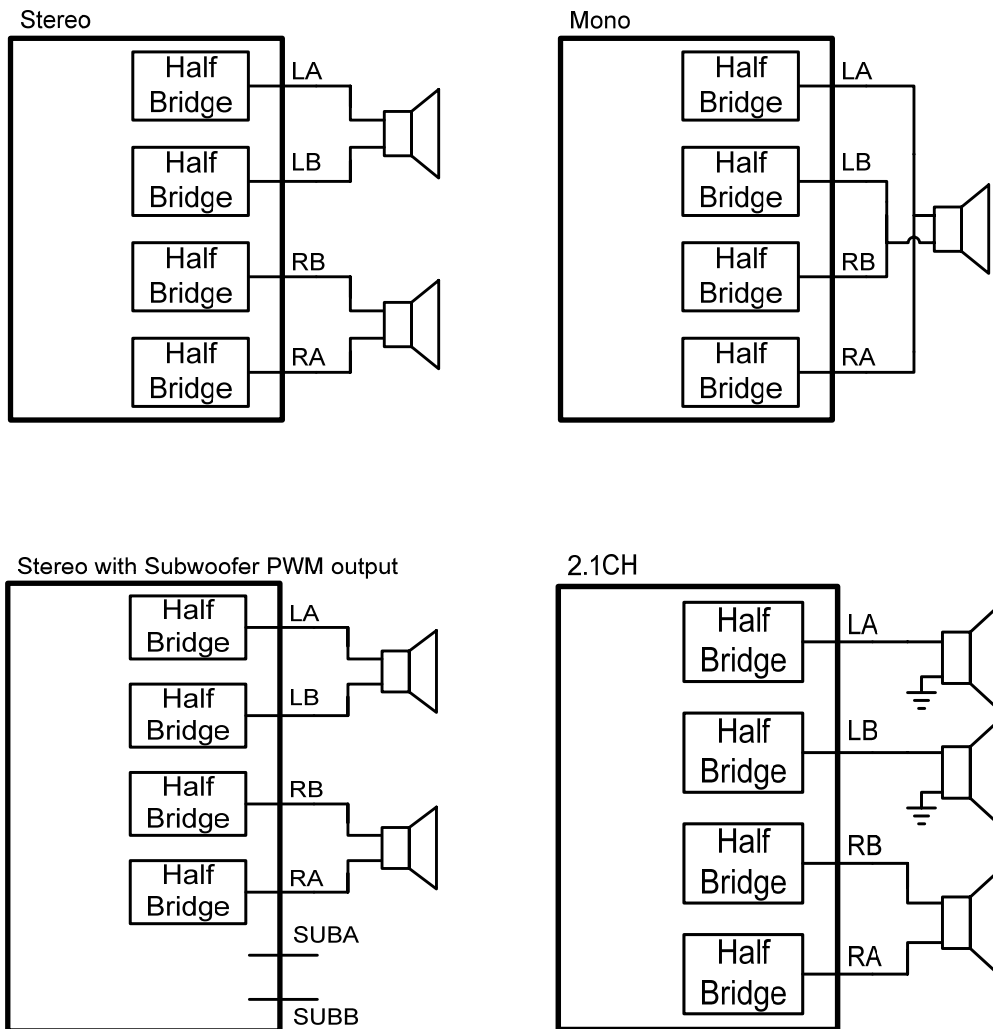 Stereo
Half
Bridge
LA
Half
Bridge
LB
Half
Bridge
RB
Half
Bridge
RA
Mono
Half
Bridge
LA
Half
Bridge
LB
Half
Bridge
RB
Half
Bridge
RA
Stereo with Subwoofer PWM output
Half
Bridge
LA
Half
Bridge
LB
Half
Bridge
RB
Half
Bridge
RA
SUBA
SUBB
2.1CH
Half
Bridge
LA
Half
Bridge
LB
Half
Bridge
RB
Half
Bridge
RA